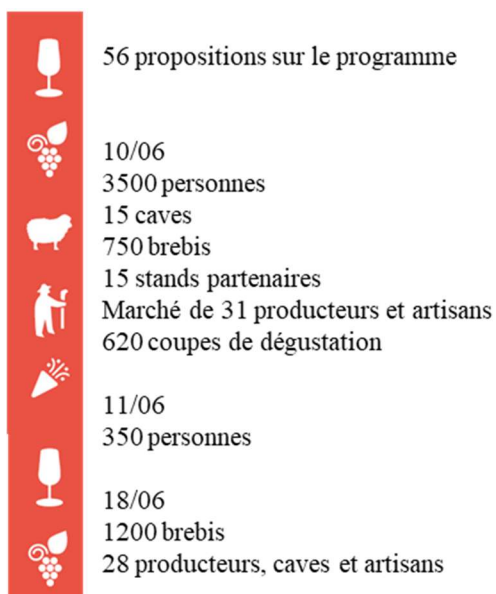 56 propositions sur le programme
10/06
3500 personnes
15 caves
750 brebis
15 stands partenaires
Marché de 31 producteurs et artisans
620 coupes de dégustation
11/06
350 personnes
18/06
1200 brebis
28 producteurs, caves et artisans